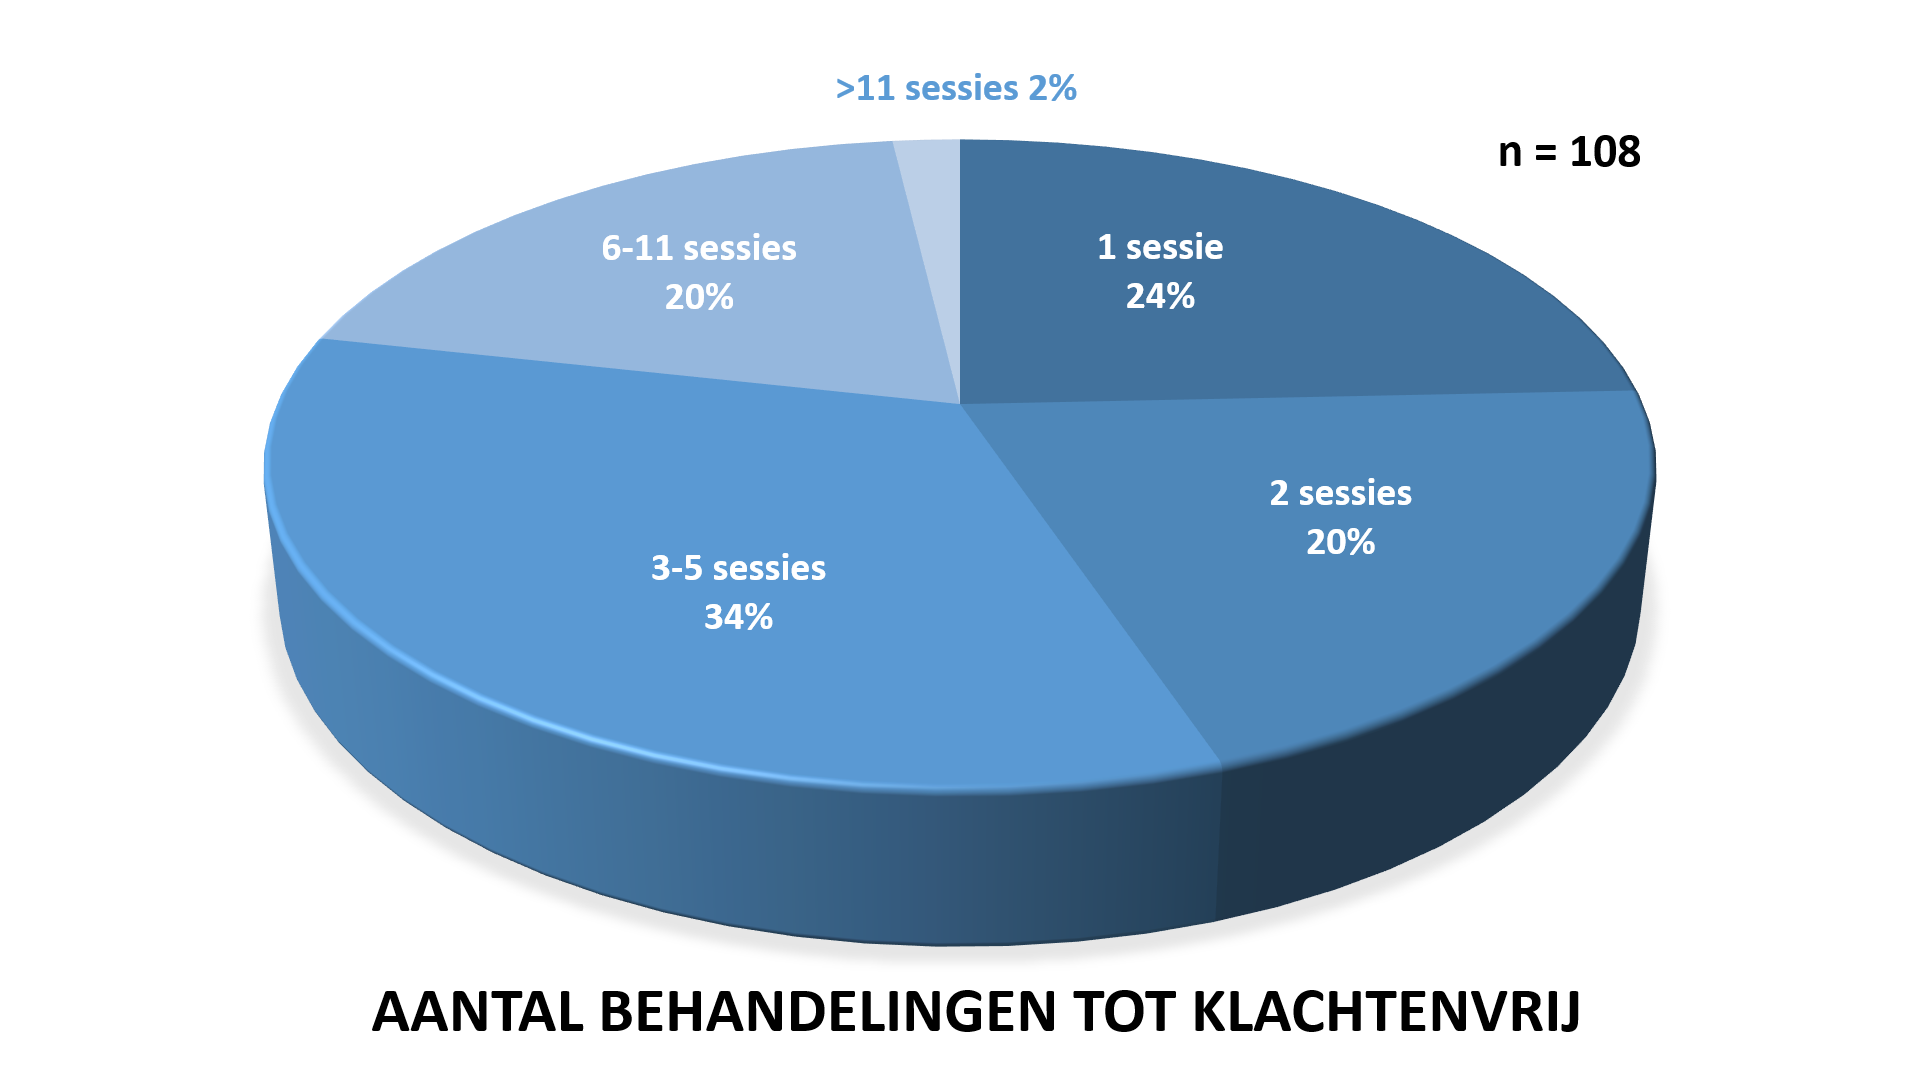 >11 sessies 2%
n = 108
6-11 sessies
20%
1 sessie
24%
2 sessies
20%
3-5 sessies
34%
AANTAL BEHANDELINGEN TOT KLACHTENVRIJ